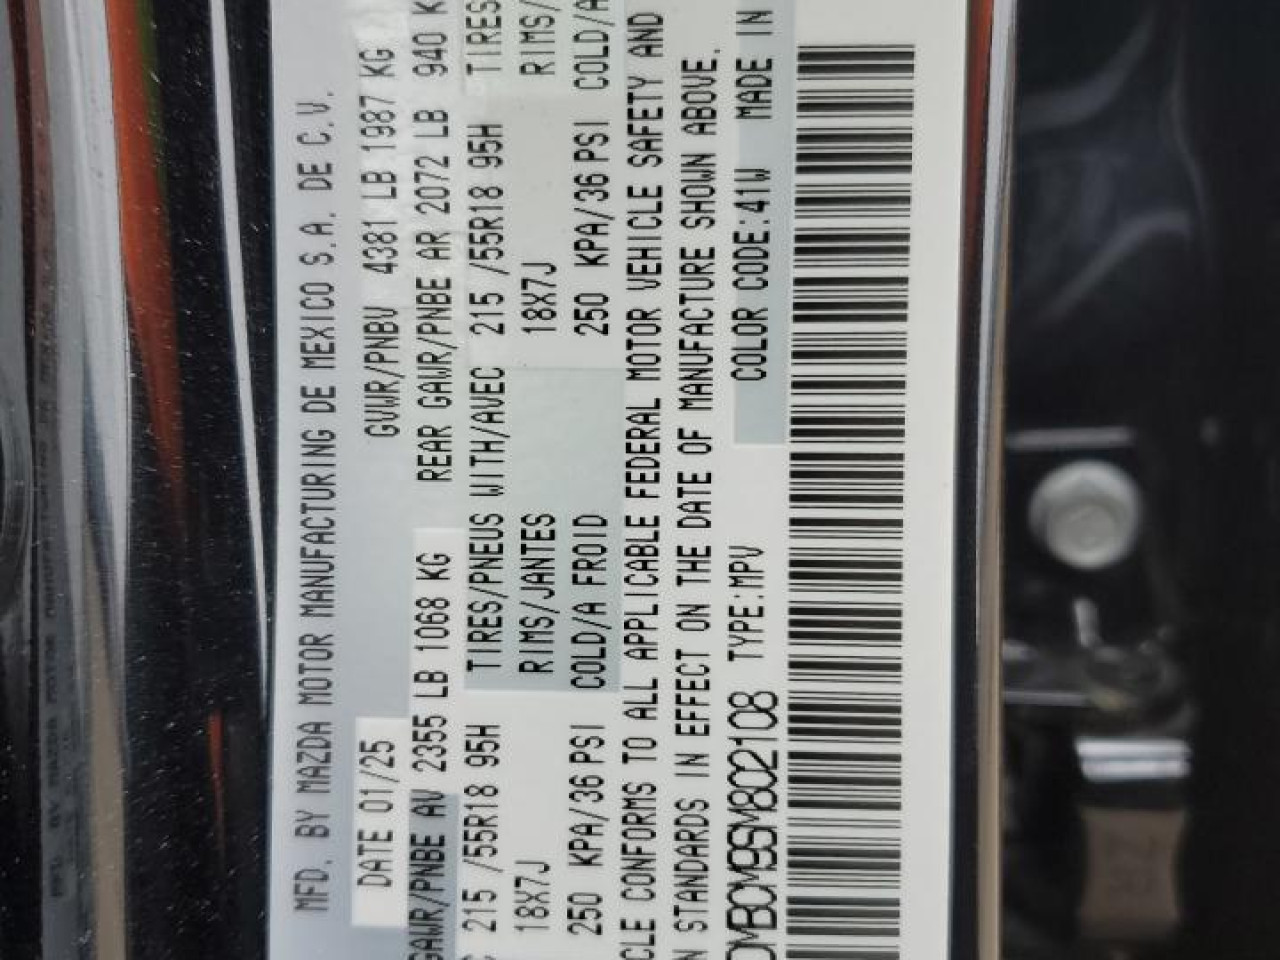 MFD. BY MAZDA MOTOR MANUFACTURING DE MEXICO S.A. DE C.V.
DATE 01/25 GVWR/PNBV 4381 LB 1987 KG
GAWR/PNBE AV 2355 LB 1068 KG REAR GAWR/PNBE AR 2072 LB 940 K
C 215 /55R18 95H TIRES/PNEUS WITH/AVEC 215 /55R18 95H TIRES
18X7J RIMS/JANTES 18X7J RIMS/
250 KPA/36 PSI COLD/A FROID 250 KPA/36 PSI COLD/A
CLE CONFORMS TO ALL APPLICABLE FEDERAL MOTOR VEHICLE SAFETY AND
N STANDARDS IN EFFECT ON THE DATE OF MANUFACTURE SHOWN ABOVE.
DMBCM9SM802108 TYPE:MPV COLOR CODE:41W MADE IN